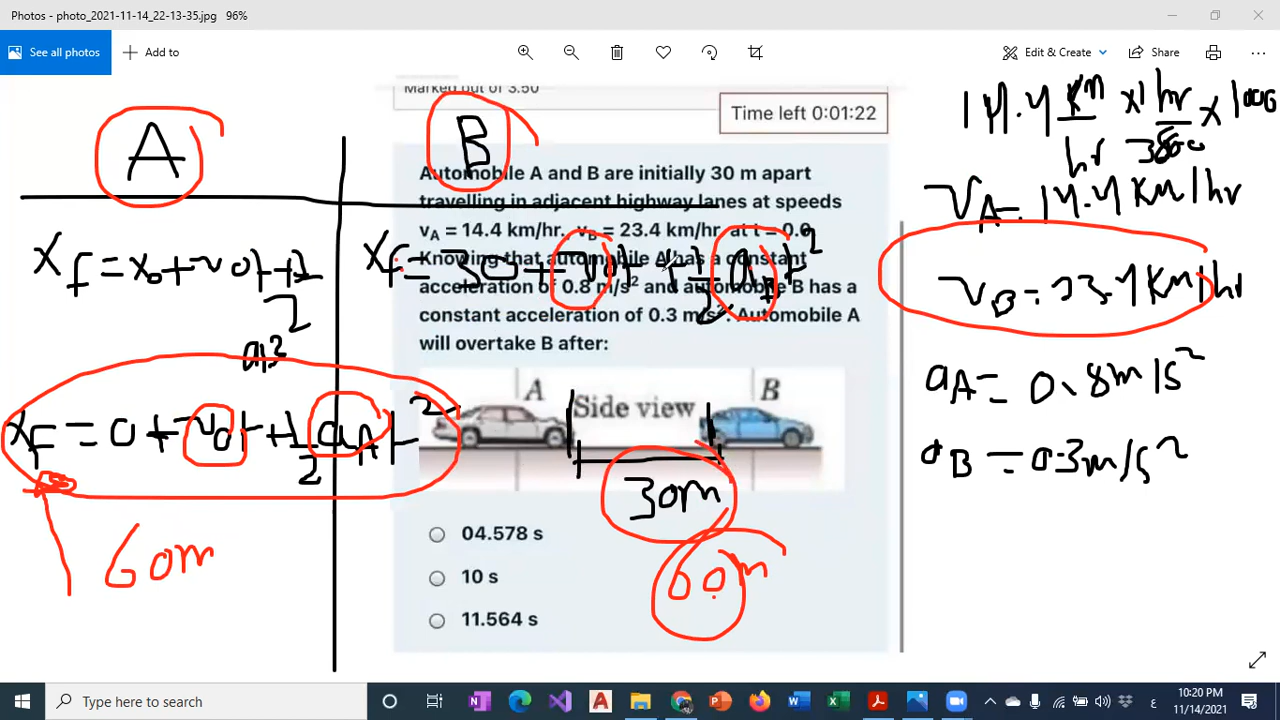 Photos - photo_2021-11-14_22-13-35.jpg 96%
See all photos
Add to
Edit & Create
Share
Marked out of 3.50
Time left 0:01:22
A
B
Automobile A and B are initially 30 m apart
travelling in adjacent highway lanes at speeds
vA = 14.4 km/hr. vB = 23.4 km/hr. at t = 0.0
Knowing that automobile A has a constant
acceleration of 0.8 m/s² and automobile B has a
constant acceleration of 0.3 m/s². Automobile A
will overtake B after:
xf = x0 + v0t + 1/2
at²
xf = 30 + v0t + 1/2 aBt²
xf = 0 + v0t + 1/2 aAt²
60m
A
Side view
B
30m
60m
04.578 s
10 s
11.564 s
14.4 km/hr x 1hr/3600 x 1000
vA = 14.4 km/hr
vB = 23.4 km/hr
aA = 0.8 m/s²
aB = 0.3 m/s²
Type here to search
ع
10:20 PM
11/14/2021